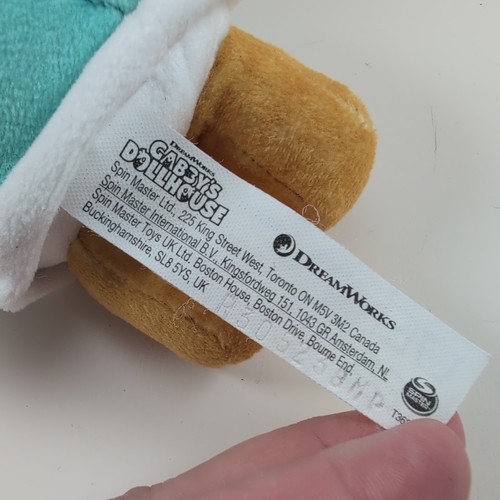 DREAMWORKS
GABBY'S
DOLLHOUSE
DREAMWORKS
Spin Master Ltd., 225 King Street West, Toronto ON M5V 3M2 Canada
Spin Master International B.V., Kingsfordweg 151, 1043 GR Amsterdam, NL
Spin Master Toys UK Ltd. Boston House, Boston Drive, Bourne End,
Buckinghamshire, SL8 5YS, UK
SPIN
MASTER